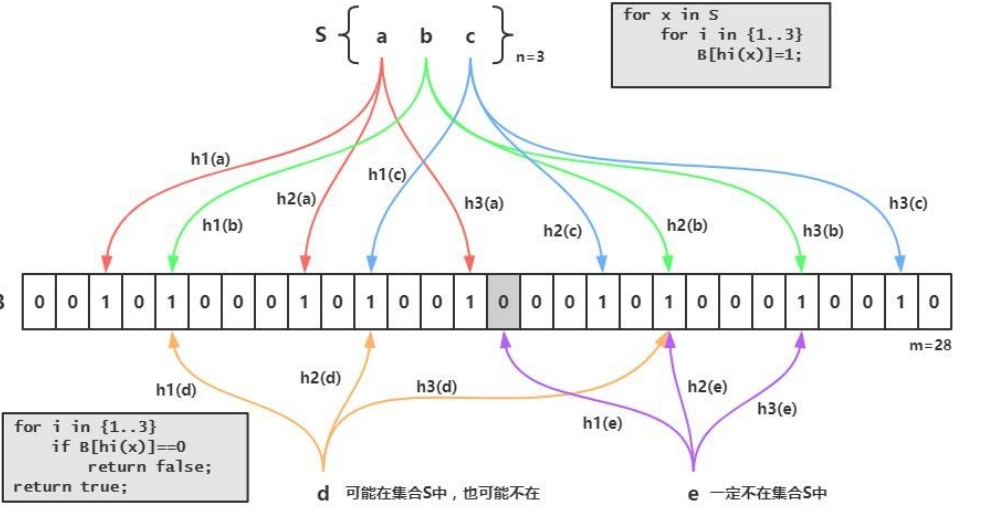 S { a b c } n=3
for x in S
for i in {1..3}
B[hi(x)]=1;
h1(a)
h2(a)
h1(c)
h3(a)
h1(b)
h2(c)
h2(b)
h3(b)
h3(c)
0 0 1 0 1 0 0 0 1 0 1 0 0 1 0 0 0 1 0 1 0 0 0 1 0 0 1 0
m=28
h1(d)
h2(d)
h3(d)
h1(e)
h2(e)
h3(e)
for i in {1..3}
if B[hi(x)]==0
return false;
return true;
d 可能在集合S中，也可能不在
e 一定不在集合S中